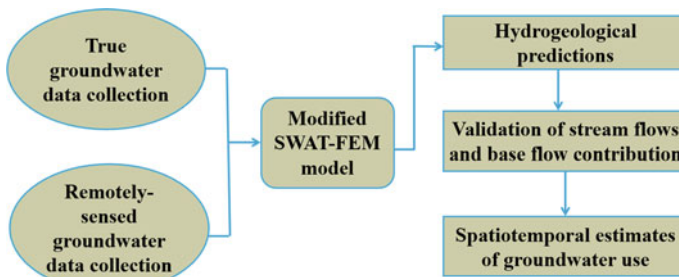 True
groundwater
data collection
Remotely-
sensed
groundwater
data collection
Modified
SWAT-FEM
model
Hydrogeological
predictions
Validation of stream flows
and base flow contribution
Spatiotemporal estimates
of groundwater use